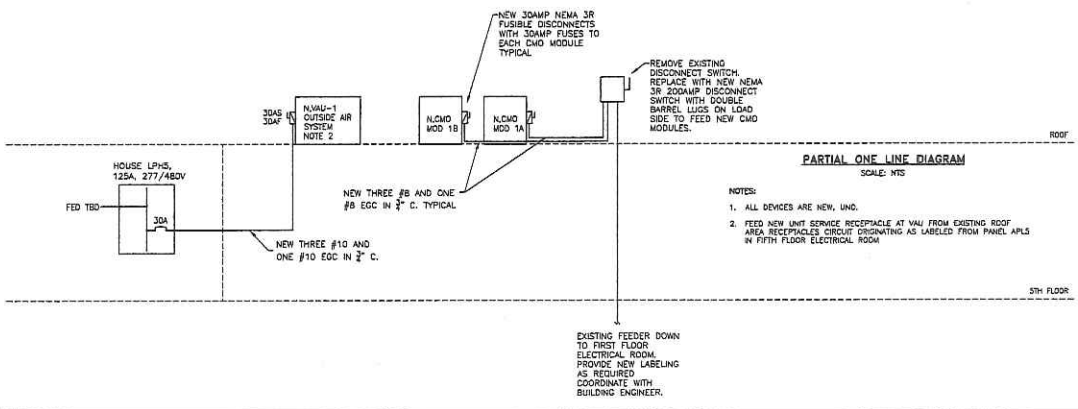 NEW 30AMP NEMA 3R
FUSIBLE DISCONNECTS
WITH 30AMP FUSES TO
EACH CMO MODULE
TYPICAL
REMOVE EXISTING
DISCONNECT SWITCH.
REPLACE WITH NEW NEMA
3R 200AMP DISCONNECT
SWITCH WITH DOUBLE
BARREL LUGS ON LOAD
SIDE TO FEED NEW CMO
MODULES.
30AS
30AF
N.VAU-1
OUTSIDE AIR
SYSTEM
NOTE 2
N.CMO
MOD 1B
N.CMO
MOD 1A
ROOF
HOUSE LPH5,
125A, 277/480V
FED TBD
30A
NEW THREE #8 AND ONE
#8 EGC IN ¾" C. TYPICAL
NEW THREE #10 AND
ONE #10 EGC IN ¾" C.
PARTIAL ONE LINE DIAGRAM
SCALE: NTS
NOTES:
1. ALL DEVICES ARE NEW, UNO.
2. FEED NEW UNIT SERVICE RECEPTACLE AT VAU FROM EXISTING ROOF
AREA RECEPTACLES CIRCUIT ORIGINATING AS LABELED FROM PANEL APL5
IN FIFTH FLOOR ELECTRICAL ROOM
5TH FLOOR
EXISTING FEEDER DOWN
TO FIRST FLOOR
ELECTRICAL ROOM.
PROVIDE NEW LABELING
AS REQUIRED
COORDINATE WITH
BUILDING ENGINEER.